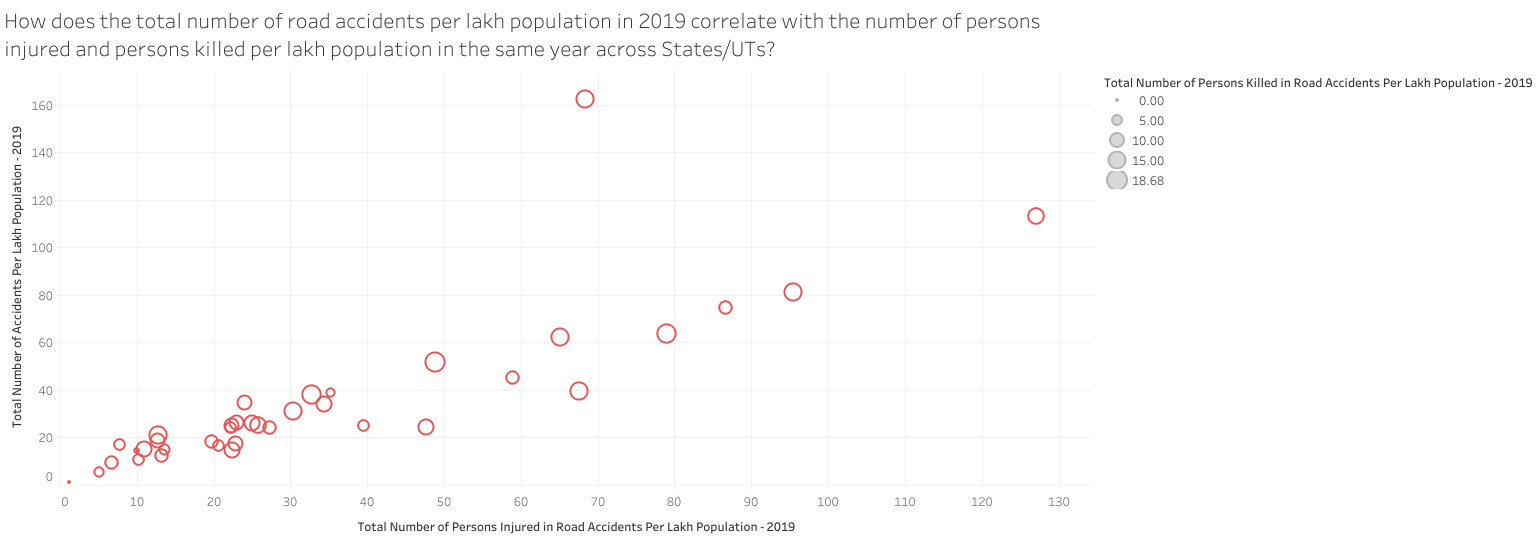 How does the total number of road accidents per lakh population in 2019 correlate with the number of persons
injured and persons killed per lakh population in the same year across States/UTs?
Total Number of Persons Killed in Road Accidents Per Lakh Population - 2019
0.00
5.00
10.00
15.00
18.68
Total Number of Accidents Per Lakh Population - 2019
160
140
120
100
80
60
40
20
0
0 10 20 30 40 50 60 70 80 90 100 110 120 130
Total Number of Persons Injured in Road Accidents Per Lakh Population - 2019